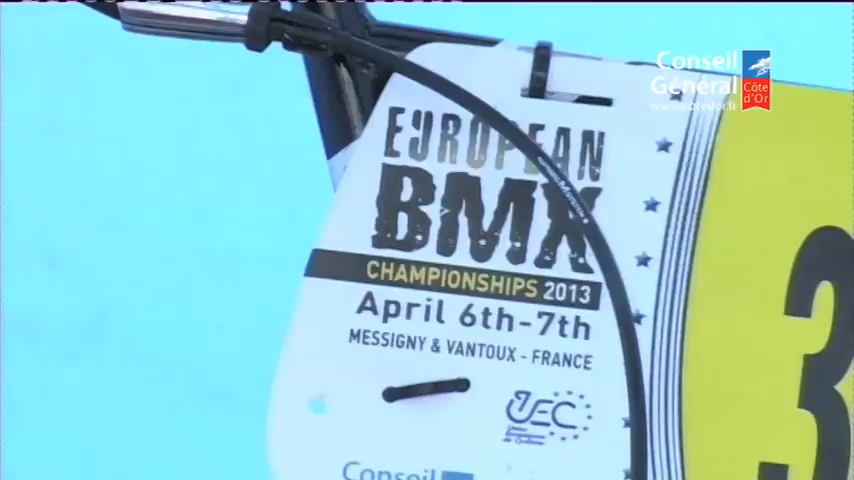 Conseil
Général
Côte
d'Or
www.cotedor.fr
EUROPEAN
BMX
CHAMPIONSHIPS 2013
April 6th-7th
MESSIGNY & VANTOUX - FRANCE
UEC
Conseil
3